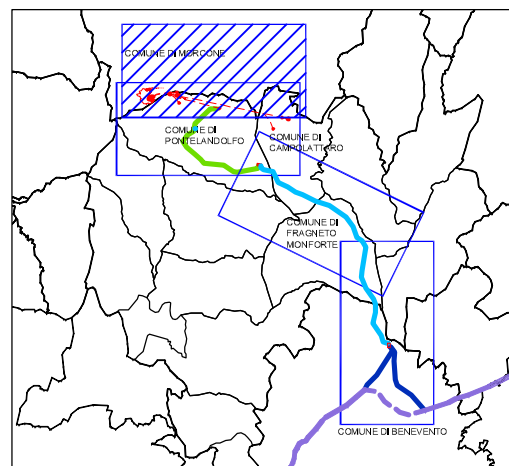 COMUNE DI MORCONE
COMUNE DI
PONTELANDOLFO
COMUNE DI
CAMPOLATTARO
COMUNE DI
FRAGNETO
MONFORTE
COMUNE DI BENEVENTO